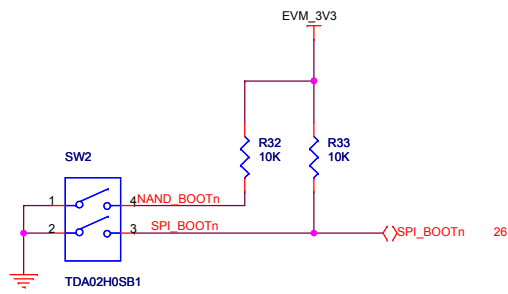 EVM_3V3
R32
10K
R33
10K
SW2
1
4
NAND_BOOTn
2
3
SPI_BOOTn
SPI_BOOTn
26
TDA02H0SB1